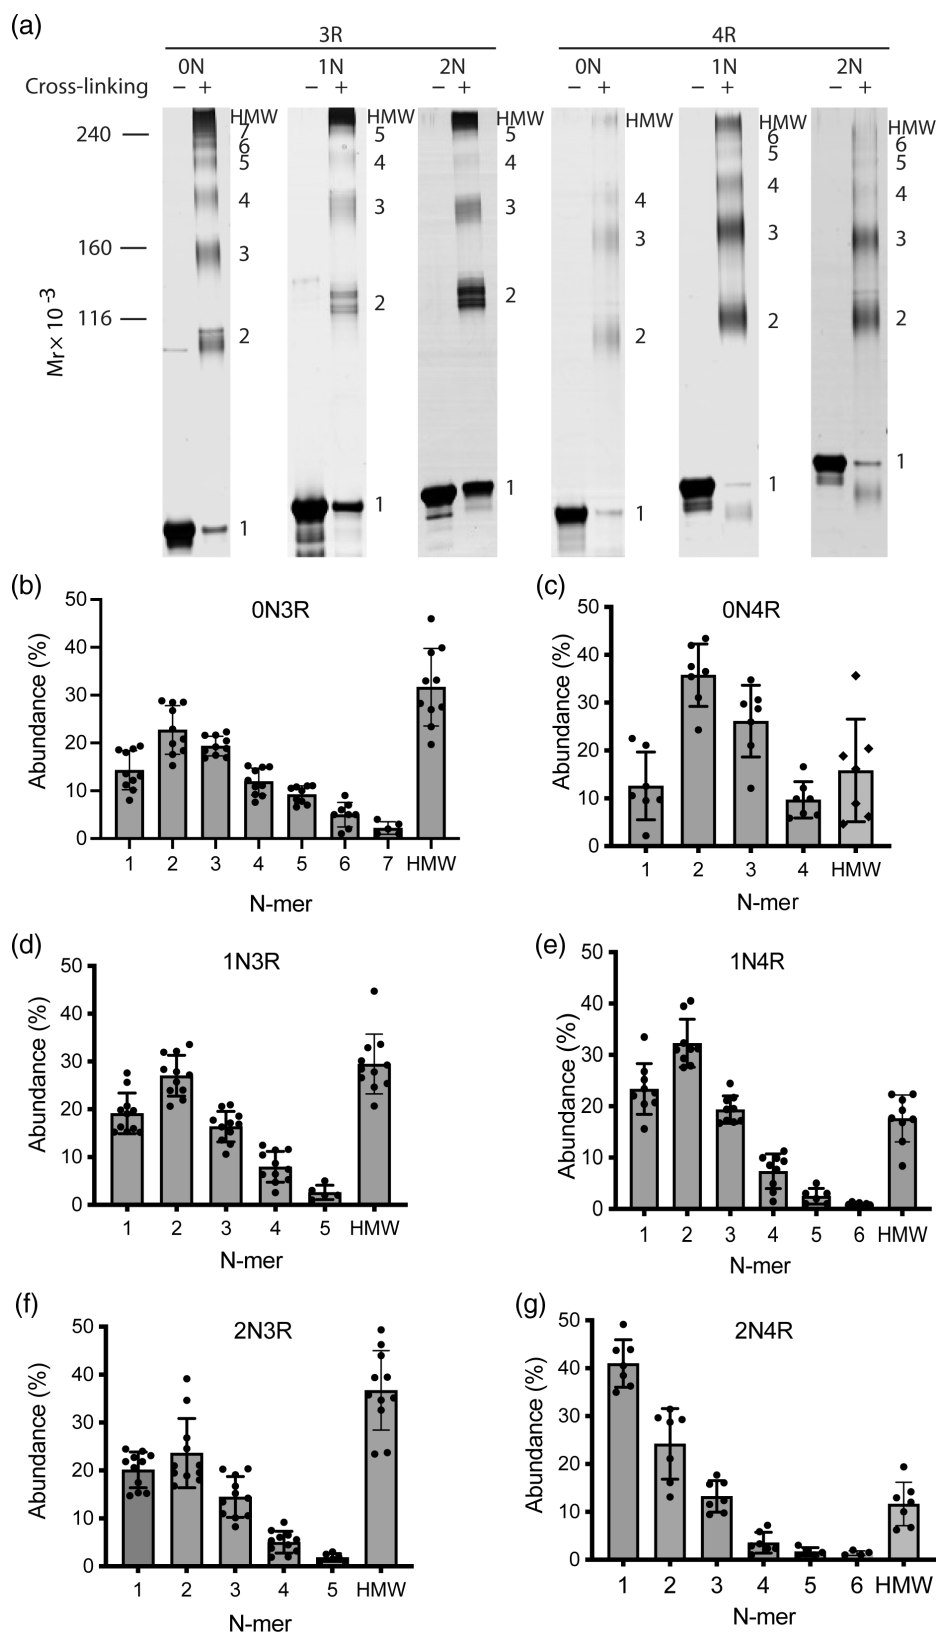 (a)
3R 4R
0N 1N 2N 0N 1N 2N
Cross-linking − + − + − + − + − + − +
240
160
116
Mr× 10 -3
HMW 7 6 5 4 3 2 1
HMW 5 4 3 2 1
HMW 5 4 3 2 1
HMW 4 3 2 1
HMW 6 5 4 3 2 1
HMW 6 5 4 3 2 1
(b)
0N3R
Abundance (%)
50
40
30
20
10
0
1 2 3 4 5 6 7 HMW
N-mer
(c)
0N4R
Abundance (%)
50
40
30
20
10
0
1 2 3 4 HMW
N-mer
(d)
1N3R
Abundance (%)
50
40
30
20
10
0
1 2 3 4 5 HMW
N-mer
(e)
1N4R
Abundance (%)
50
40
30
20
10
0
1 2 3 4 5 6 HMW
N-mer
(f)
2N3R
Abundance (%)
50
40
30
20
10
0
1 2 3 4 5 HMW
N-mer
(g)
2N4R
Abundance (%)
50
40
30
20
10
0
1 2 3 4 5 6 HMW
N-mer